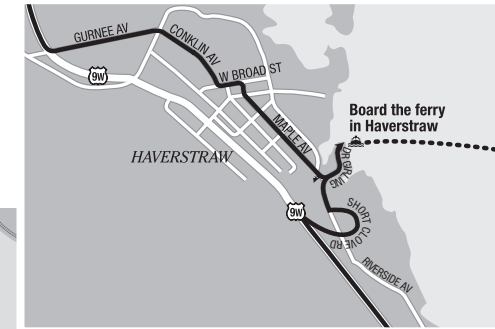 GURNEE AV
CONKLIN AV
9W
W BROAD ST
Board the ferry
in Haverstraw
MAPLE AV
HAVERSTRAW
DR GIRLING
SHORT CLOVE RD
9W
RIVERSIDE AV